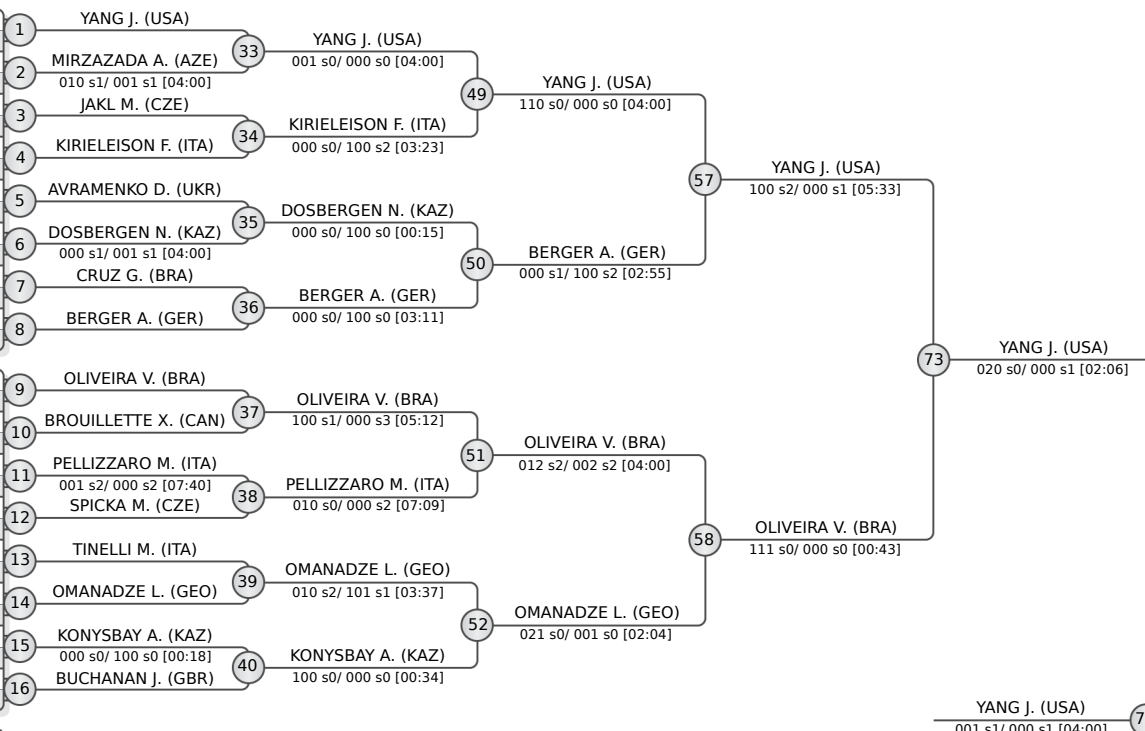 1
YANG J. (USA)
2
MIRZAZADA A. (AZE)
010 s1/ 001 s1 [04:00]
3
JAKL M. (CZE)
4
KIRIELEISON F. (ITA)
5
AVRAMENKO D. (UKR)
6
DOSBERGEN N. (KAZ)
000 s1/ 001 s1 [04:00]
7
CRUZ G. (BRA)
8
BERGER A. (GER)
9
OLIVEIRA V. (BRA)
10
BROUILLETTE X. (CAN)
11
PELLIZZARO M. (ITA)
001 s2/ 000 s2 [07:40]
12
SPICKA M. (CZE)
13
TINELLI M. (ITA)
14
OMANADZE L. (GEO)
15
KONYSBAY A. (KAZ)
000 s0/ 100 s0 [00:18]
16
BUCHANAN J. (GBR)
33
YANG J. (USA)
001 s0/ 000 s0 [04:00]
34
KIRIELEISON F. (ITA)
000 s0/ 100 s2 [03:23]
35
DOSBERGEN N. (KAZ)
000 s0/ 100 s0 [00:15]
36
BERGER A. (GER)
000 s0/ 100 s0 [03:11]
37
OLIVEIRA V. (BRA)
100 s1/ 000 s3 [05:12]
38
PELLIZZARO M. (ITA)
010 s0/ 000 s2 [07:09]
39
OMANADZE L. (GEO)
010 s2/ 101 s1 [03:37]
40
KONYSBAY A. (KAZ)
100 s0/ 000 s0 [00:34]
49
YANG J. (USA)
110 s0/ 000 s0 [04:00]
50
BERGER A. (GER)
000 s1/ 100 s2 [02:55]
51
OLIVEIRA V. (BRA)
012 s2/ 002 s2 [04:00]
52
OMANADZE L. (GEO)
021 s0/ 001 s0 [02:04]
57
YANG J. (USA)
100 s2/ 000 s1 [05:33]
58
OLIVEIRA V. (BRA)
111 s0/ 000 s0 [00:43]
73
YANG J. (USA)
020 s0/ 000 s1 [02:06]
YANG J. (USA)
001 s1/ 000 s1 [04:00]